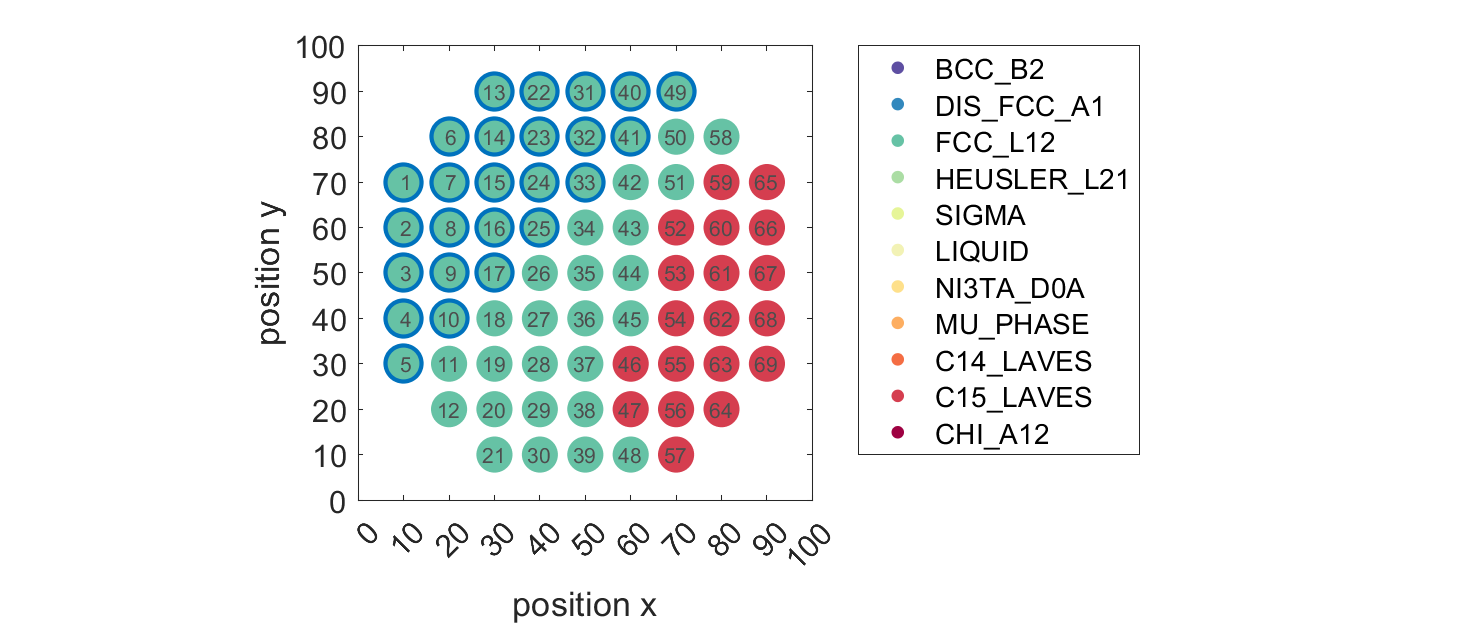 100
90
80
70
60
50
40
30
20
10
0
position y
13 22 31 40 49
6 14 23 32 41 50 58
1 7 15 24 33 42 51 59 65
2 8 16 25 34 43 52 60 66
3 9 17 26 35 44 53 61 67
4 10 18 27 36 45 54 62 68
5 11 19 28 37 46 55 63 69
12 20 29 38 47 56 64
21 30 39 48 57
0 10 20 30 40 50 60 70 80 90 100
position x
BCC_B2
DIS_FCC_A1
FCC_L12
HEUSLER_L21
SIGMA
LIQUID
NI3TA_D0A
MU_PHASE
C14_LAVES
C15_LAVES
CHI_A12